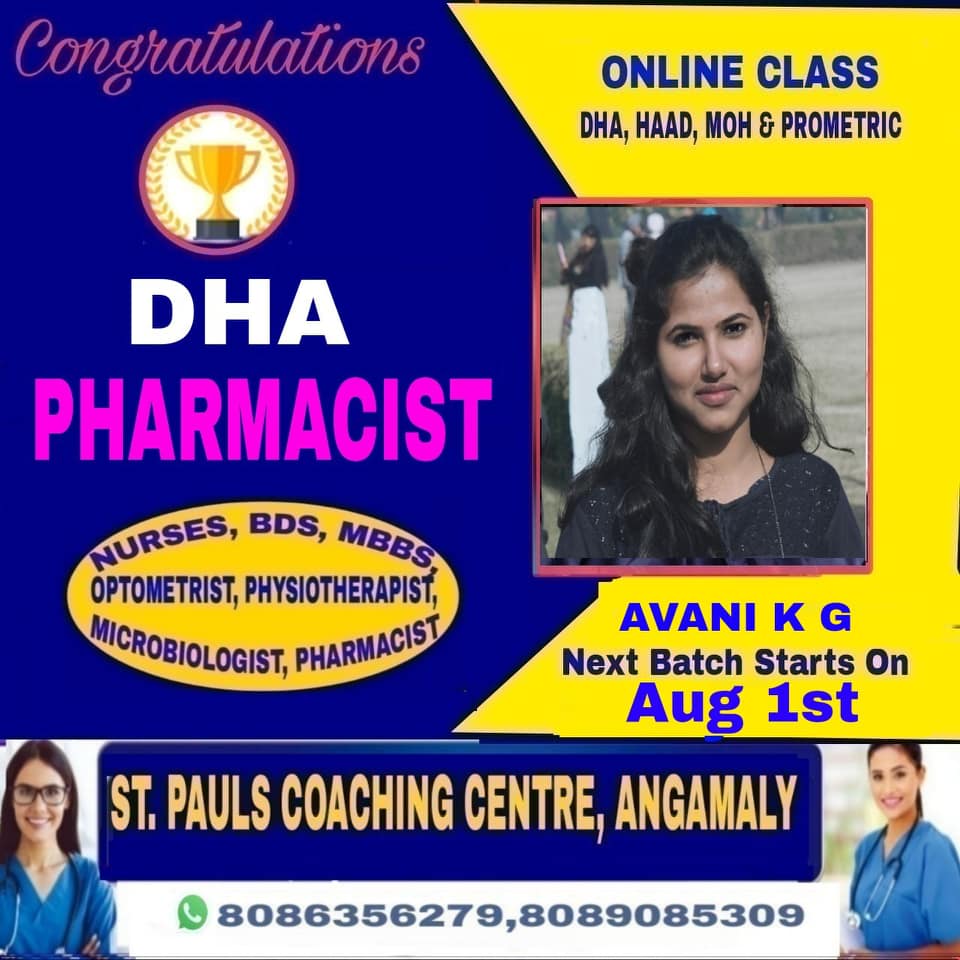 Congratulations
ONLINE CLASS
DHA, HAAD, MOH & PROMETRIC
DHA
PHARMACIST
NURSES, BDS, MBBS,
OPTOMETRIST, PHYSIOTHERAPIST,
MICROBIOLOGIST, PHARMACIST
AVANI K G
Next Batch Starts On
Aug 1st
ST. PAULS COACHING CENTRE, ANGAMALY
8086356279,8089085309